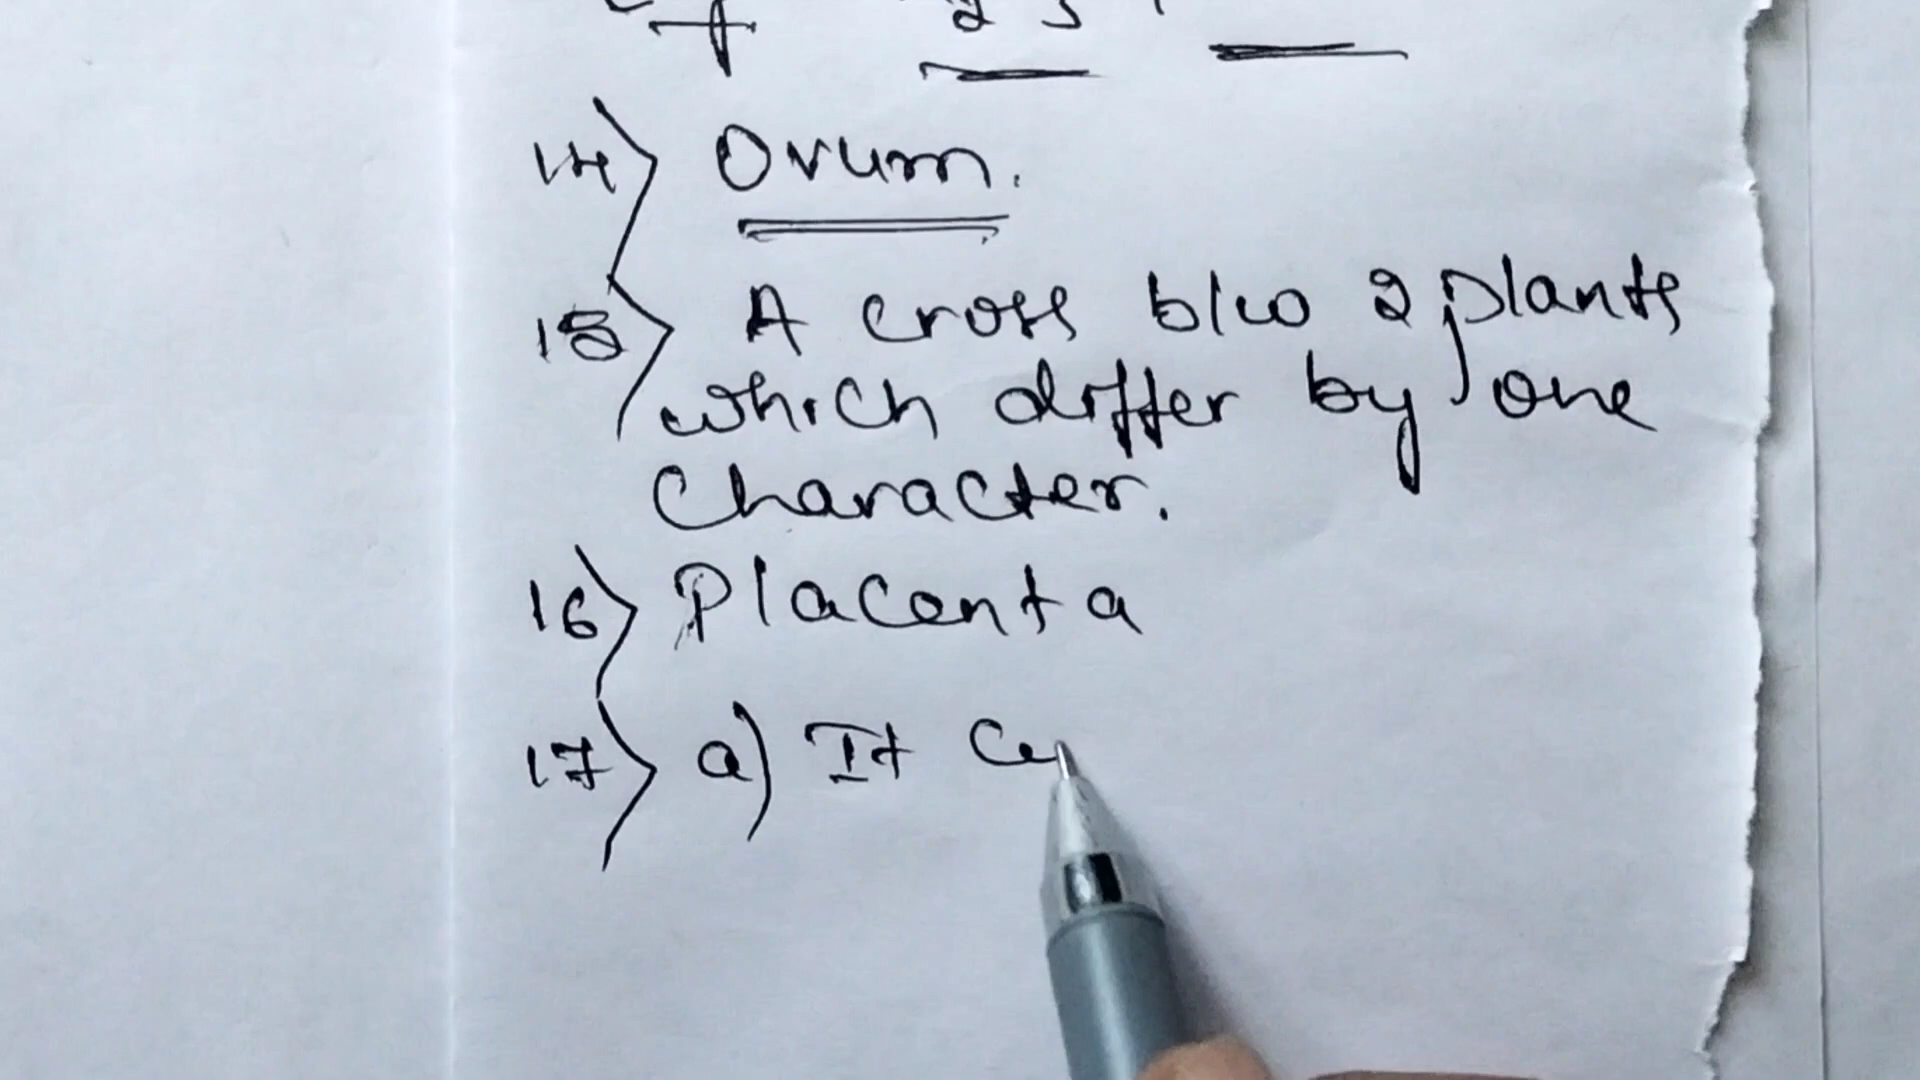 14) Ovum.
15) A cross b/w 2 plants
which differ by one
character.
16) Placenta
17) a) It